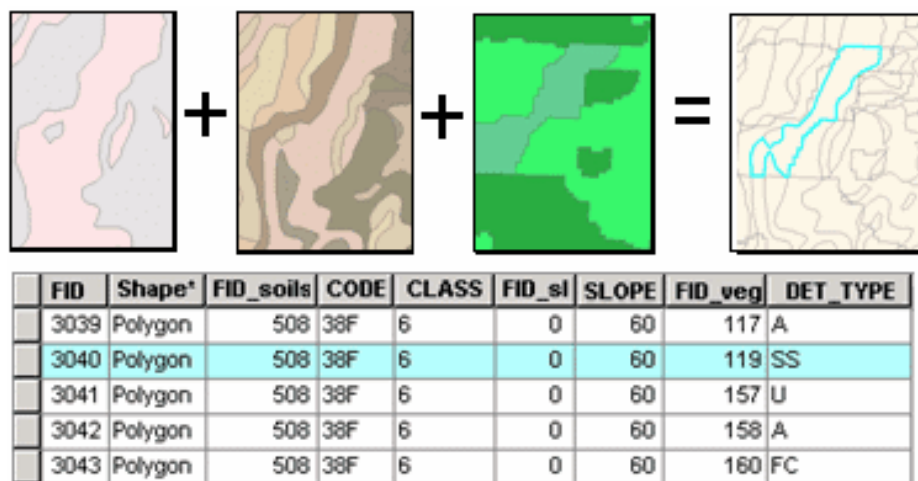 + + =
FID Shape* FID_soils CODE CLASS FID_sl SLOPE FID_veg DET_TYPE
3039 Polygon 508 38F 6 0 60 117 A
3040 Polygon 508 38F 6 0 60 119 SS
3041 Polygon 508 38F 6 0 60 157 U
3042 Polygon 508 38F 6 0 60 158 A
3043 Polygon 508 38F 6 0 60 160 FC